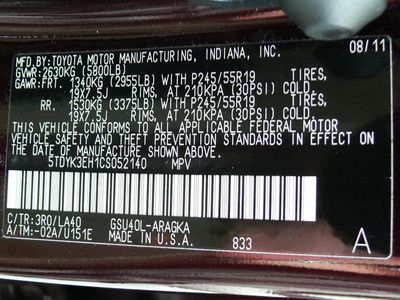 MFD.BY:TOYOTA MOTOR MANUFACTURING, INDIANA, INC. 08/11
GVWR:2630KG (5800LB)
GAWR:FRT. 1340KG (2955LB) WITH P245/55R19 TIRES,
19X7.5J RIMS, AT 210KPA (30PSI) COLD.
RR. 1530KG (3375LB) WITH P245/55R19 TIRES,
19X7.5J RIMS, AT 210KPA (30PSI) COLD.
THIS VEHICLE CONFORMS TO ALL APPLICABLE FEDERAL MOTOR
VEHICLE SAFETY AND THEFT PREVENTION STANDARDS IN EFFECT ON
THE DATE OF MANUFACTURE SHOWN ABOVE.
5TDYK3EH1CS052140 MPV
C/TR:3R0/LA40 GSU40L-ARAGKA
A/TM:-02A/U151E MADE IN U.S.A. 833 A